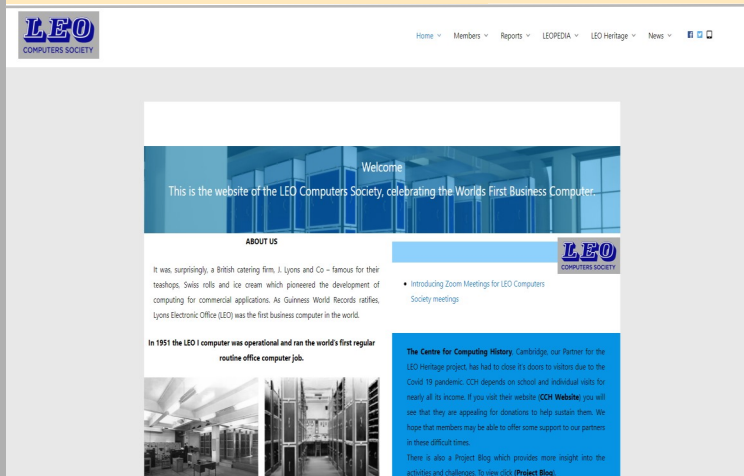 LEO
COMPUTERS SOCIETY
Home Members Reports LEOPEDIA LEO Heritage News
Welcome
This is the website of the LEO Computers Society, celebrating the Worlds First Business Computer.
ABOUT US
It was, surprisingly, a British catering firm, J. Lyons and Co – famous for their
teashops, Swiss rolls and ice cream which pioneered the development of
computing for commercial applications. As Guinness World Records ratifies,
Lyons Electronic Office (LEO) was the first business computer in the world.
In 1951 the LEO I computer was operational and ran the world's first regular
routine office computer job.
LEO
COMPUTERS SOCIETY
• Introducing Zoom Meetings for LEO Computers
Society meetings
The Centre for Computing History, Cambridge, our Partner for the
LEO Heritage project, has had to close it's doors to visitors due to the
Covid 19 pandemic. CCH depends on school and individual visits for
nearly all its income. If you visit their website (CCH Website) you will
see that they are appealing for donations to help sustain them. We
hope that members may be able to offer some support to our partners
in these difficult times.
There is also a Project Blog which provides more insight into the
activities and challenges. To view click (Project Blog).